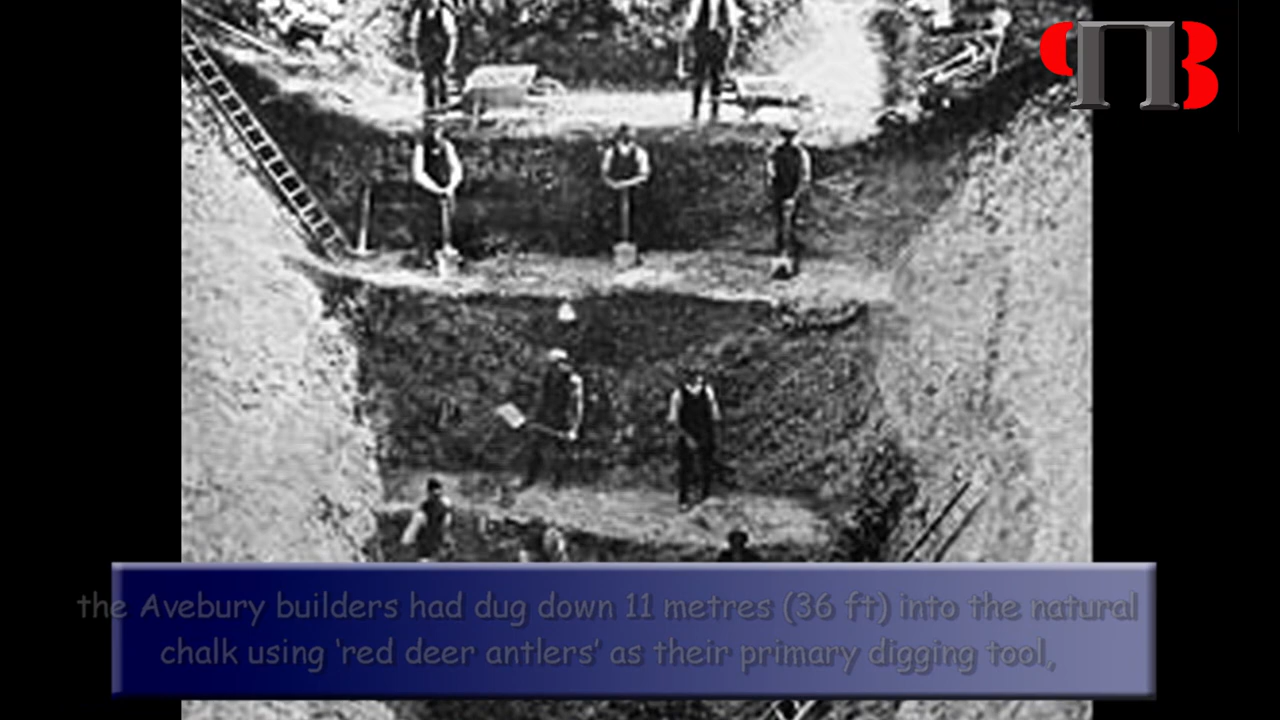 the Avebury builders had dug down 11 metres (36 ft) into the natural
chalk using ‘red deer antlers’ as their primary digging tool,